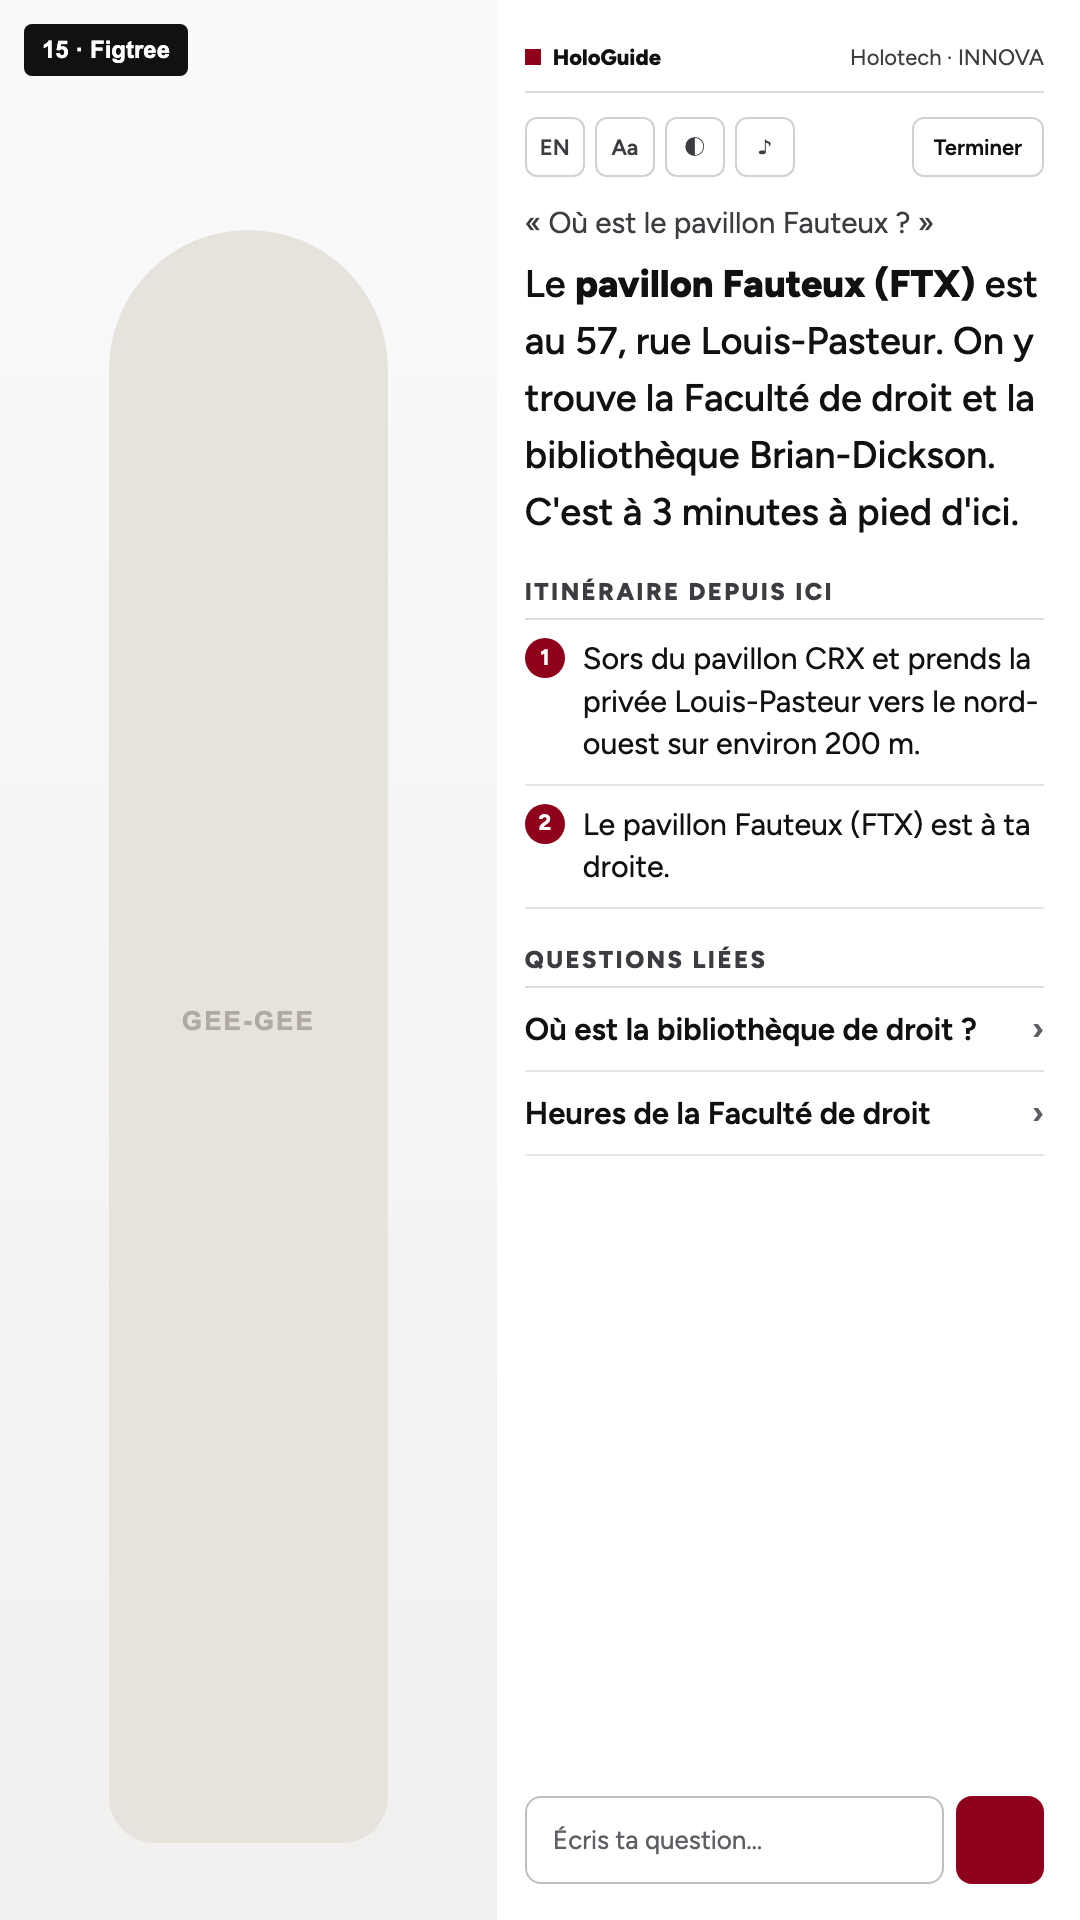 15 · Figtree
HoloGuide
Holotech · INNOVA
EN
Aa
Terminer
« Où est le pavillon Fauteux ? »
Le pavillon Fauteux (FTX) est
au 57, rue Louis-Pasteur. On y
trouve la Faculté de droit et la
bibliothèque Brian-Dickson.
C'est à 3 minutes à pied d'ici.
ITINÉRAIRE DEPUIS ICI
1
Sors du pavillon CRX et prends la
privée Louis-Pasteur vers le nord-
ouest sur environ 200 m.
2
Le pavillon Fauteux (FTX) est à ta
droite.
QUESTIONS LIÉES
Où est la bibliothèque de droit ? ›
Heures de la Faculté de droit ›
GEE-GEE
Écris ta question…